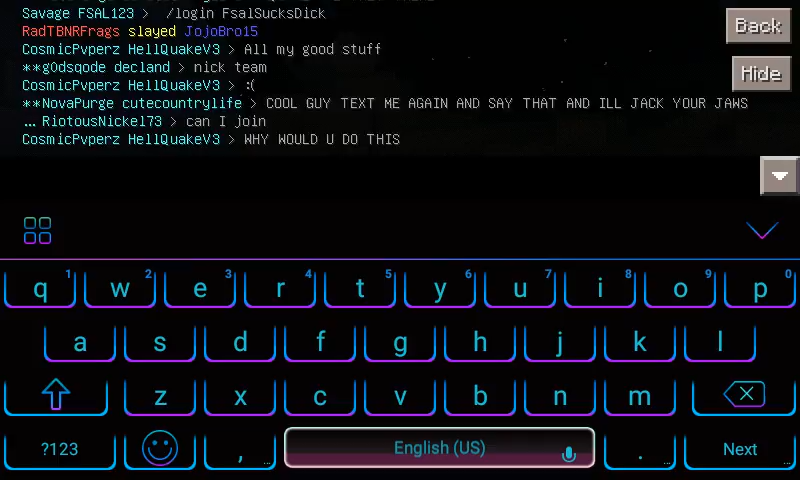 Savage FSAL123 > /login FsalSucksDick
RadTBNRFrags slayed JojoBro15
CosmicPvperz HellQuakeV3 > All my good stuff
**g0dsqode decland > nick team
CosmicPvperz HellQuakeV3 > :(
**NovaPurge cutecountrylife > COOL GUY TEXT ME AGAIN AND SAY THAT AND ILL JACK YOUR JAWS
... RiotousNickel73 > can I join
CosmicPvperz HellQuakeV3 > WHY WOULD U DO THIS
Back
Hide
q 1 w 2 e 3 r 4 t 5 y 6 u 7 i 8 o 9 p 0
a s d f g h j k l
z x c v b n m
?123 , English (US) . Next